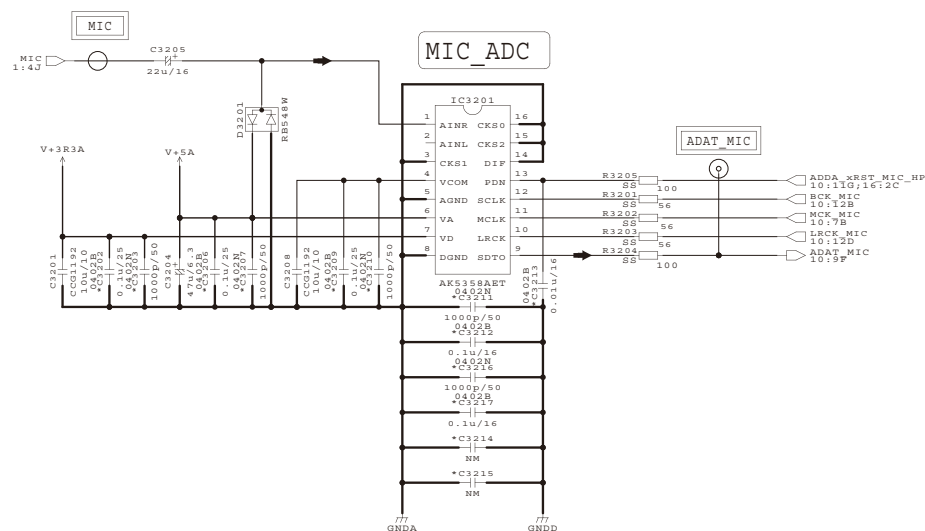 MIC
MIC
1:4J
C3205
22u/16
MIC_ADC
D3201
RB548W
V+3R3A
V+5A
IC3201
1 AINR CKS0 16
2 AINL CKS2 15
3 CKS1 DIF 14
4 VCOM PDN 13
5 AGND SCLK 12
6 VA MCLK 11
7 VD LRCK 10
8 DGND SDTO 9
AK5358AET
ADAT_MIC
R3205
SS 100
R3201
SS 56
R3202
SS 56
R3203
SS 56
R3204
SS 100
ADDA_xRST_MIC_HP
10:11G;16:2C
BCK_MIC
10:12B
MCK_MIC
10:7B
LRCK_MIC
10:12D
ADAT_MIC
10:9F
C3201
CCG1192
10u/10
0402B
*C3202
0.1u/25
0402N
*C3203
1000p/50
C3204
47u/6.3
0402B
*C3206
0.1u/25
0402N
*C3207
1000p/50
C3208
CCG1192
10u/10
0402B
*C3209
0.1u/25
0402N
*C3210
1000p/50
0402B
*C3213
0.01u/16
0402N
*C3211
1000p/50
0402B
*C3212
0.1u/16
0402N
*C3216
1000p/50
0402B
*C3217
0.1u/16
*C3214
NM
*C3215
NM
GNDA
GNDD